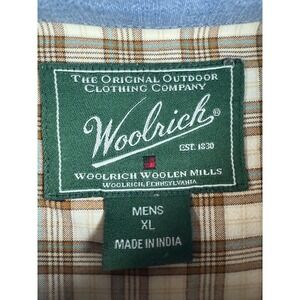 THE ORIGINAL OUTDOOR
CLOTHING COMPANY
Woolrich®
EST. 1830
WOOLRICH WOOLEN MILLS
WOOLRICH, PENNSYLVANIA
MENS
XL
MADE IN INDIA